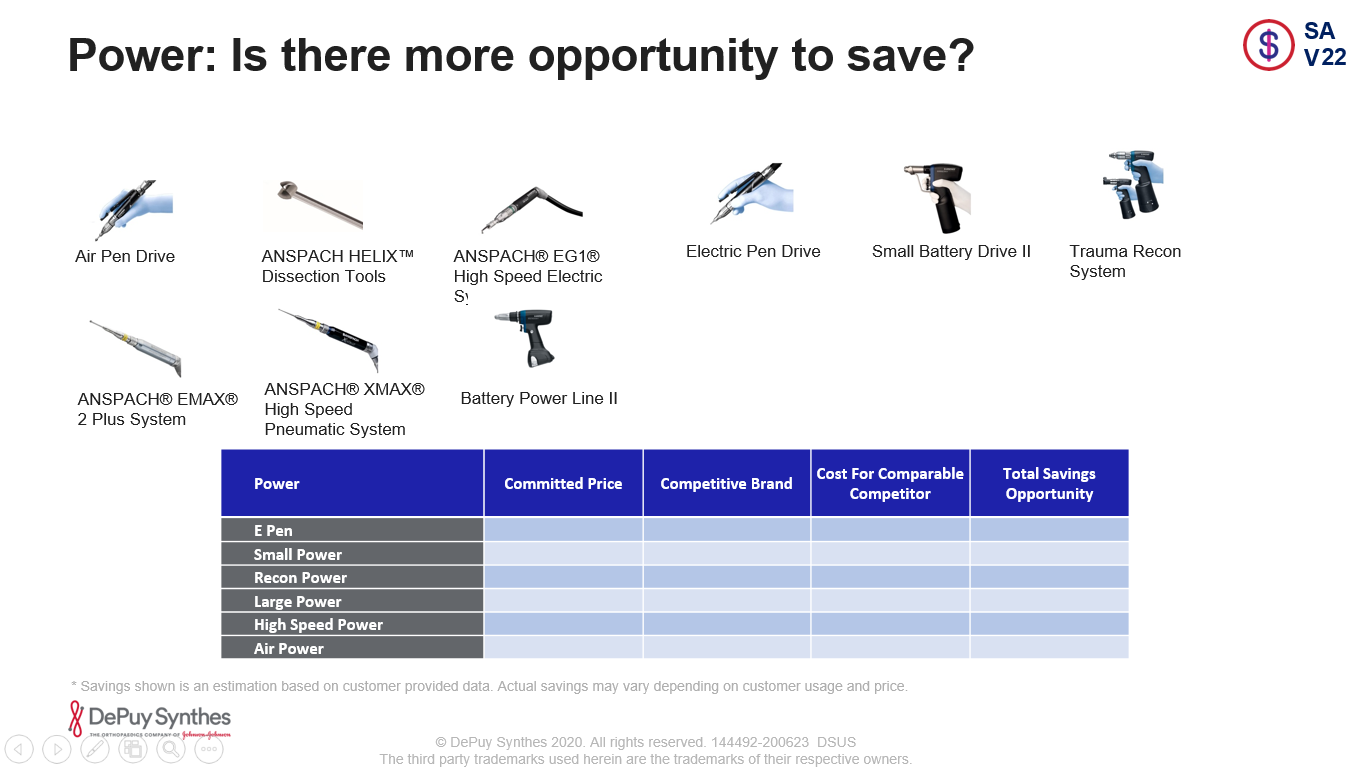 Power: Is there more opportunity to save?
SA
V22
Air Pen Drive
ANSPACH HELIX™
Dissection Tools
ANSPACH® EG1®
High Speed Electric
Electric Pen Drive
Small Battery Drive II
Trauma Recon
System
ANSPACH® EMAX®
2 Plus System
ANSPACH® XMAX®
High Speed
Pneumatic System
Battery Power Line II
Power Committed Price Competitive Brand Cost For Comparable Competitor Total Savings Opportunity
E Pen
Small Power
Recon Power
Large Power
High Speed Power
Air Power
* Savings shown is an estimation based on customer provided data. Actual savings may vary depending on customer usage and price.
DePuy Synthes
THE ORTHOPAEDICS COMPANY OF Johnson & Johnson
© DePuy Synthes 2020. All rights reserved. 144492-200623 DSUS
The third party trademarks used herein are the trademarks of their respective owners.